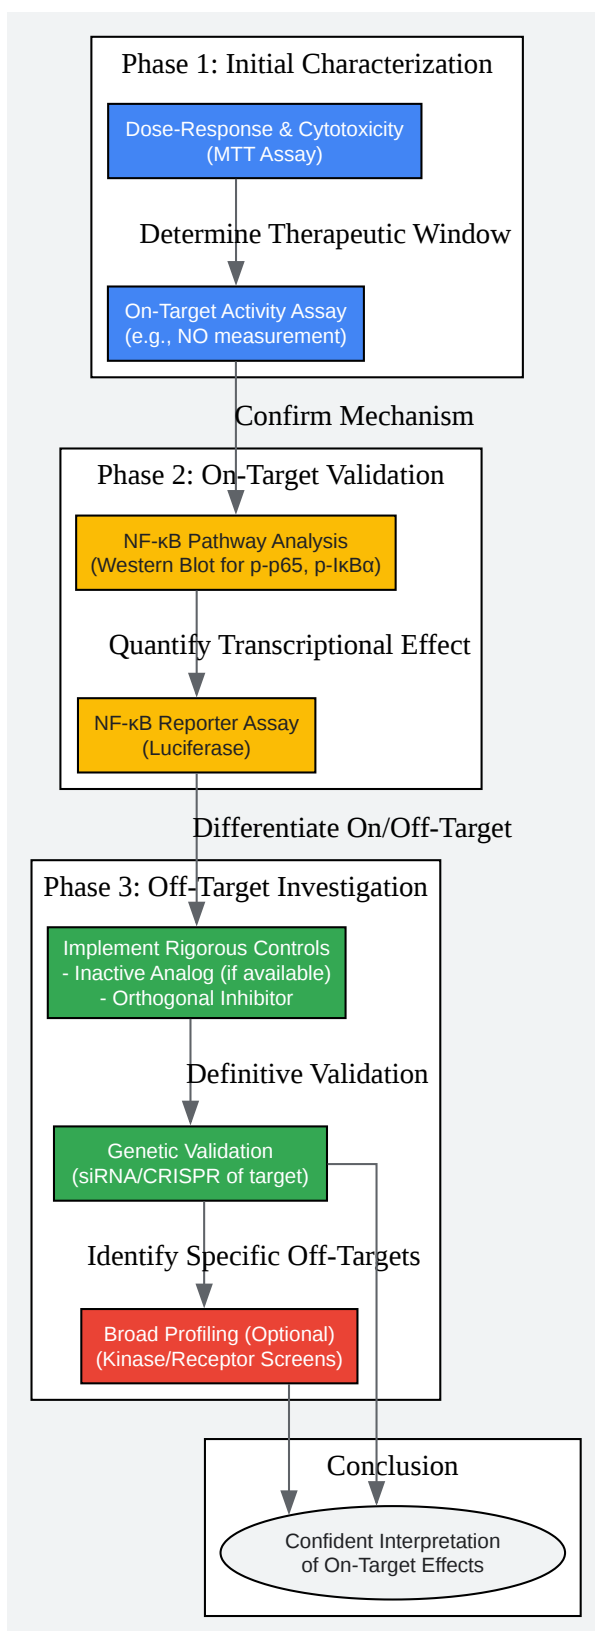 Phase 1: Initial Characterization
Dose-Response & Cytotoxicity
(MTT Assay)
Determine Therapeutic Window
On-Target Activity Assay
(e.g., NO measurement)
Confirm Mechanism
Phase 2: On-Target Validation
NF-κB Pathway Analysis
(Western Blot for p-p65, p-IκBα)
Quantify Transcriptional Effect
NF-κB Reporter Assay
(Luciferase)
Differentiate On/Off-Target
Phase 3: Off-Target Investigation
Implement Rigorous Controls
- Inactive Analog (if available)
- Orthogonal Inhibitor
Definitive Validation
Genetic Validation
(siRNA/CRISPR of target)
Identify Specific Off-Targets
Broad Profiling (Optional)
(Kinase/Receptor Screens)
Conclusion
Confident Interpretation
of On-Target Effects